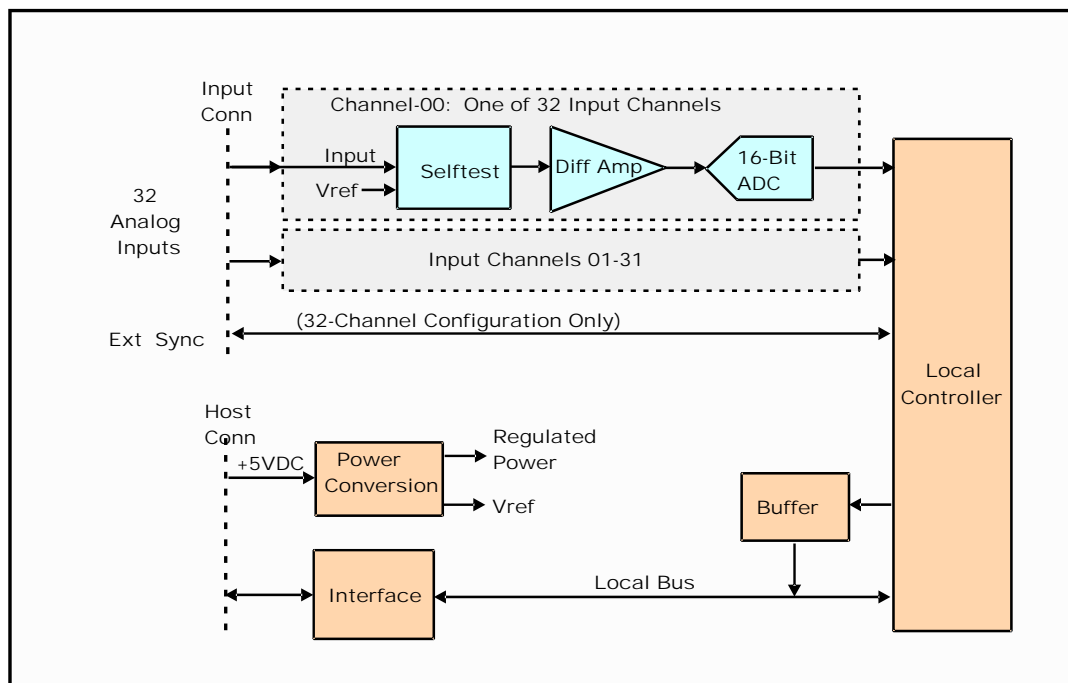 Input
Conn
Channel-00:  One of 32 Input Channels
Input
Vref
Selftest
Diff Amp
16-Bit
ADC
32
Analog
Inputs
Input Channels 01-31
(32-Channel Configuration Only)
Ext  Sync
Local
Controller
Host
Conn
+5VDC
Power
Conversion
Regulated
Power
Vref
Buffer
Interface
Local Bus